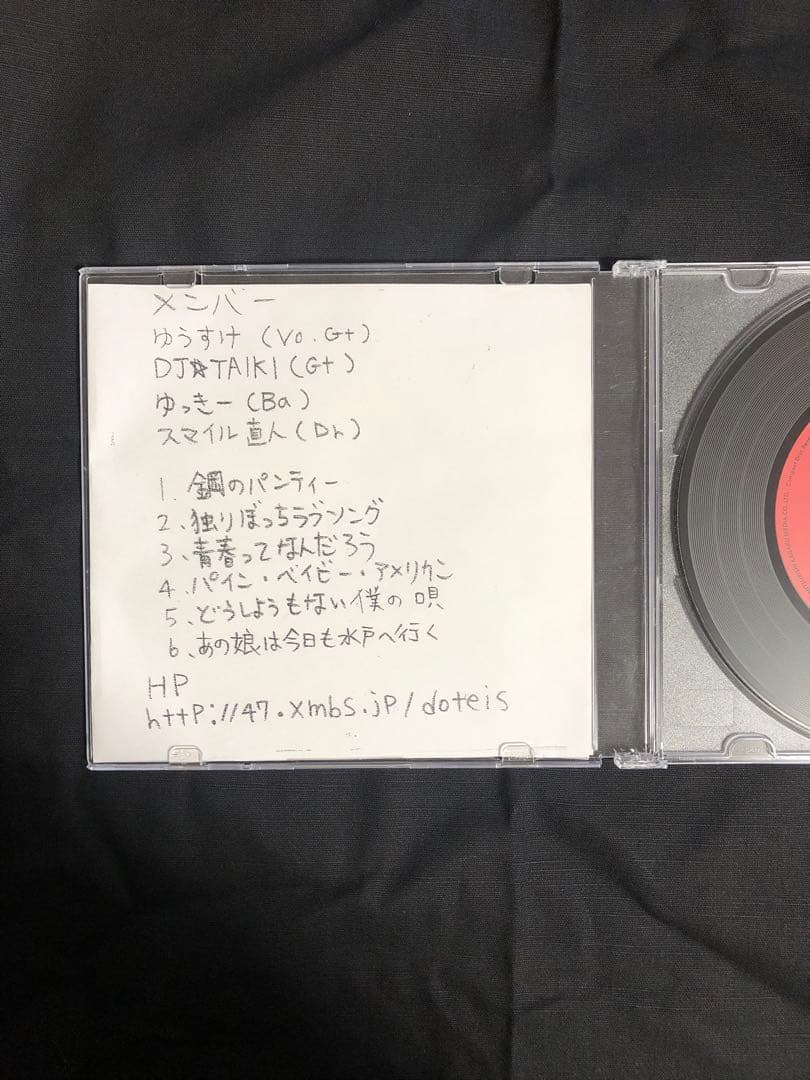 メンバー
ゆうすけ (Vo.Gt)
DJ☆TAIKI (Gt)
ゆっきー (Ba)
スマイル直人 (Dr)
1. 鋼のパンティー
2、独りぼっちラブソング
3、青春ってなんだろう
4、パイン・ベイビー・アメリカン
5、どうしようもない僕の唄
6、あの娘は今日も水戸へ行く
HP
http://47.xmbs.jp/doteis